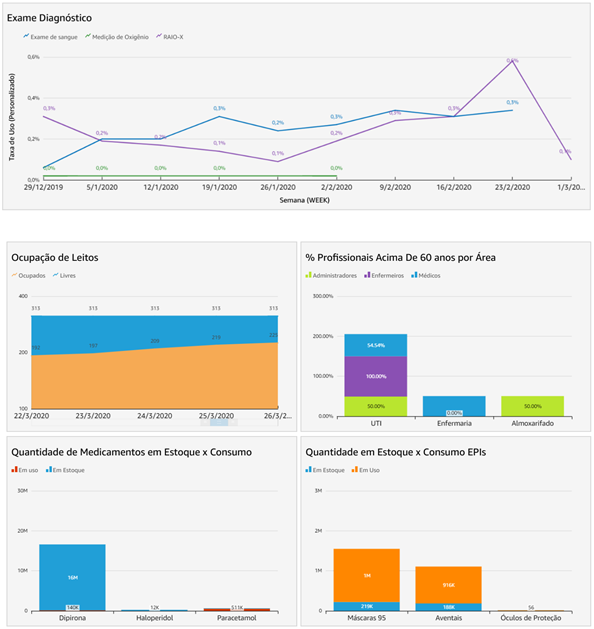 Exame Diagnóstico
Exame de sangue Medição de Oxigênio RAIO-X
Taxa de Uso (Personalizado)
0,6%
0,4%
0,2%
0,0%
0,3% 0,2% 0,2% 0,1% 0,1% 0,2% 0,3% 0,3% 0,1%
0,3% 0,2% 0,3% 0,3%
0,0% 0,0% 0,0% 0,0% 0,0% 0,0%
29/12/2019 5/1/2020 12/1/2020 19/1/2020 26/1/2020 2/2/2020 9/2/2020 16/2/2020 23/2/2020 1/3/20...
Semana (WEEK)
Ocupação de Leitos
Ocupados Livres
400
200
100
313 313 313 313 313
197 209 219
22/3/2020 23/3/2020 24/3/2020 25/3/2020 26/3/2...
% Profissionais Acima De 60 anos por Área
Administradores Enfermeiros Médicos
300.00%
200.00%
100.00%
0.00%
54.54%
100.00%
50.00% 0.00% 50.00%
UTI Enfermaria Almoxarifado
Quantidade de Medicamentos em Estoque x Consumo
Em uso Em Estoque
30M
20M
10M
0
16M
140K 12K 511K
Dipirona Haloperidol Paracetamol
Quantidade em Estoque x Consumo EPIs
Em Estoque Em Uso
3M
2M
1M
0
1M 916K
219K 188K 56
Máscaras 95 Aventais Óculos de Proteção